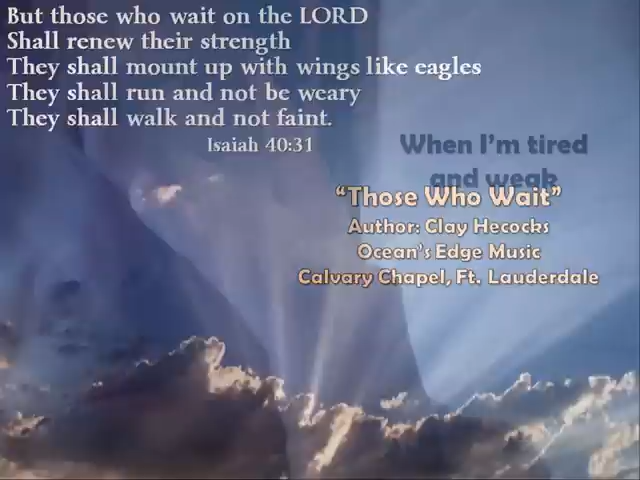 But those who wait on the LORD
Shall renew their strength
They shall mount up with wings like eagles
They shall run and not be weary
They shall walk and not faint.
Isaiah 40:31
When I'm tired
and weak
“Those Who Wait”
Author: Clay Hecocks
Ocean's Edge Music
Calvary Chapel, Ft. Lauderdale